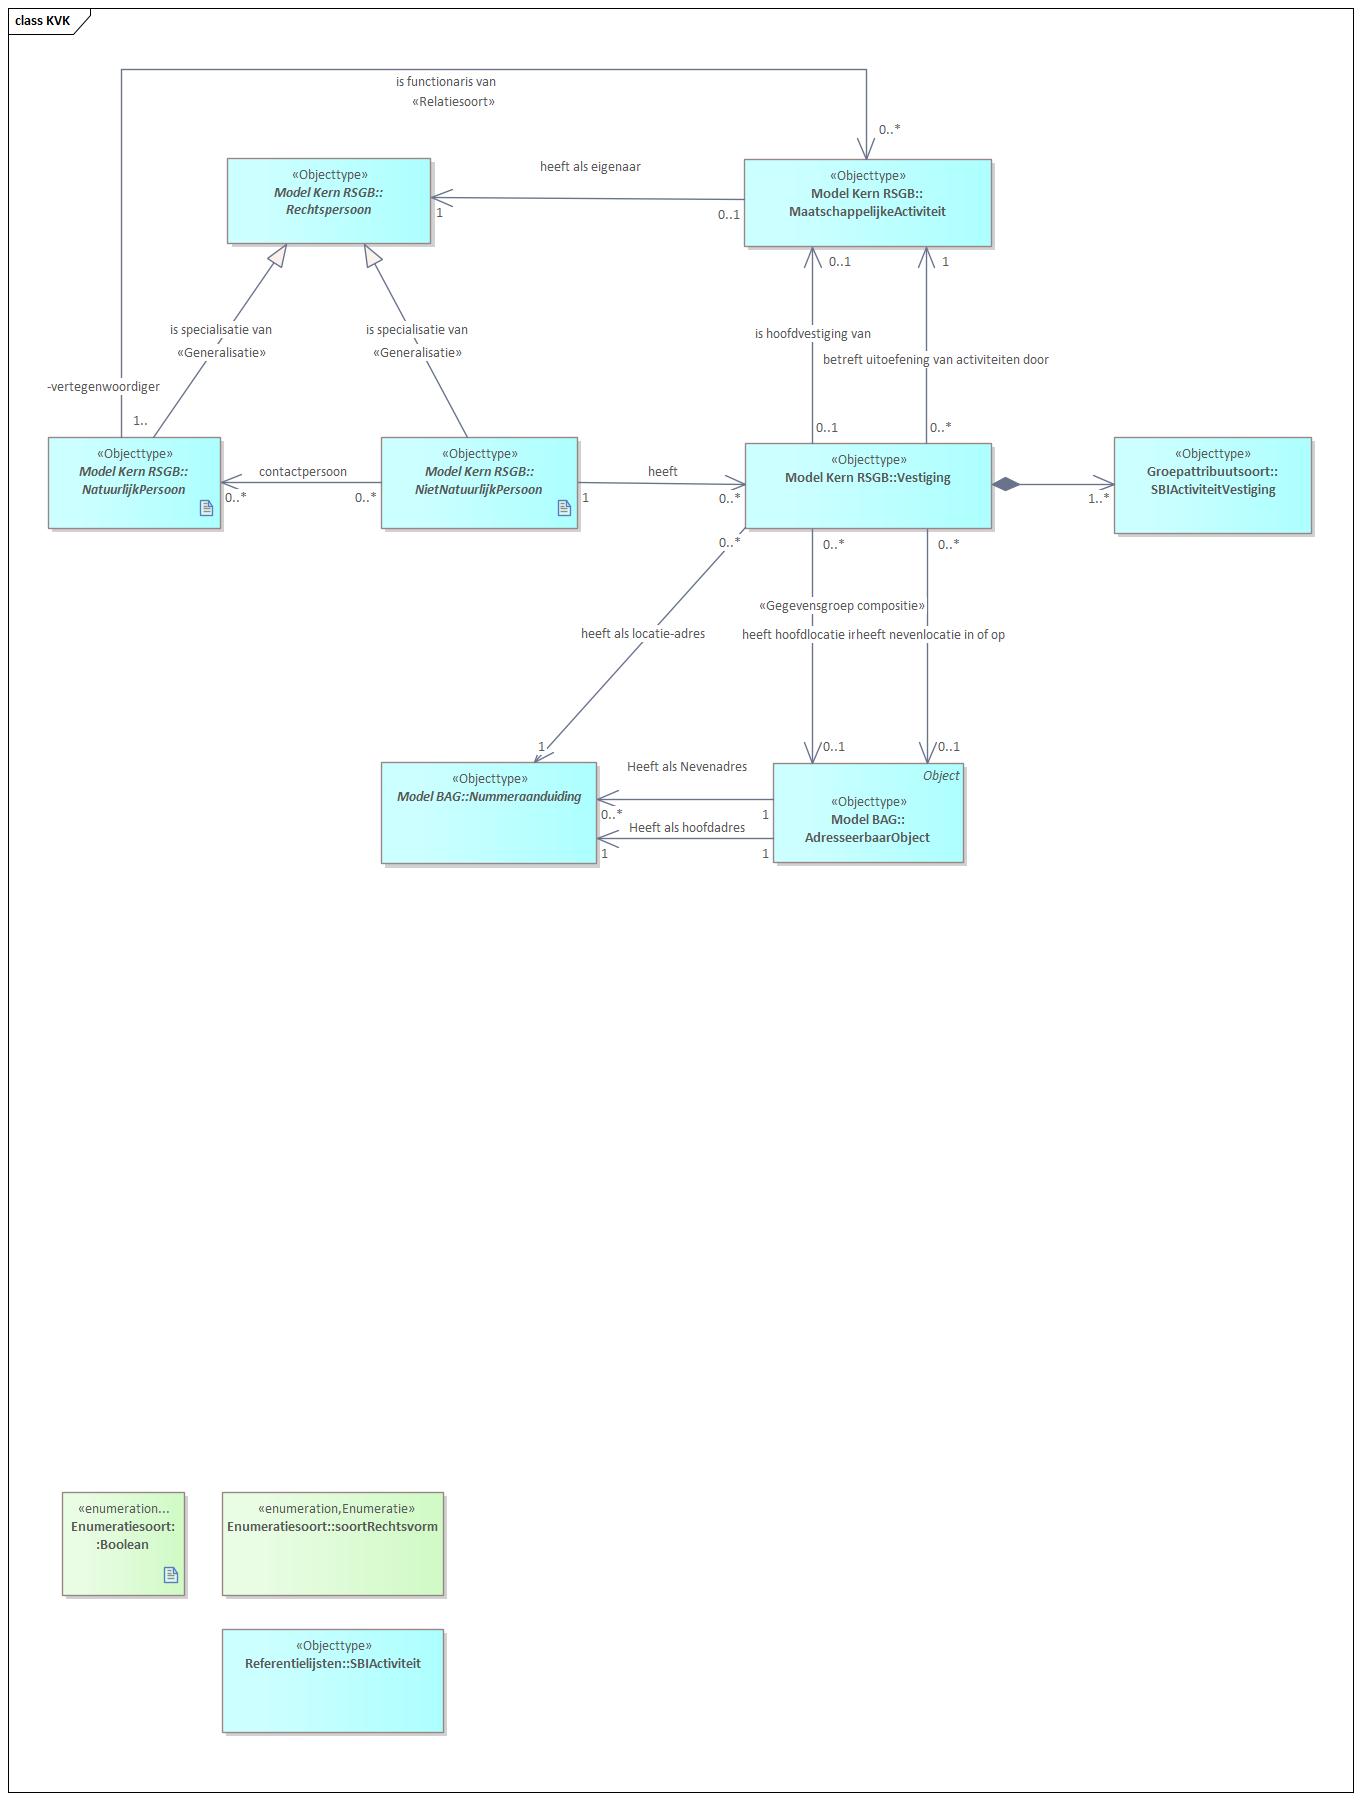 class KVK
is functionaris van
«Relatiesoort»
0..*
«Objecttype»
Model Kern RSGB::
Rechtspersoon
heeft als eigenaar
1
0..1
«Objecttype»
Model Kern RSGB::
MaatschappelijkeActiviteit
0..1
1
is specialisatie van
«Generalisatie»
is specialisatie van
«Generalisatie»
is hoofdvestiging van
betreft uitoefening van activiteiten door
-vertegenwoordiger
1..
0..1
0..*
«Objecttype»
Model Kern RSGB::
NatuurlijkPersoon
contactpersoon
0..*
0..*
«Objecttype»
Model Kern RSGB::
NietNatuurlijkPersoon
heeft
1
0..*
«Objecttype»
Model Kern RSGB::Vestiging
1..*
«Objecttype»
Groepattribuutsoort::
SBIActiviteitVestiging
0..*
0..*
0..*
«Gegevensgroep compositie»
heeft als locatie-adres
heeft hoofdlocatie in
heeft nevenlocatie in of op
1
0..1
0..1
«Objecttype»
Model BAG::Nummeraanduiding
Heeft als Nevenadres
0..*
1
Heeft als hoofdadres
1
1
Object
«Objecttype»
Model BAG::
AdresseerbaarObject
«enumeration...
Enumeratiesoort:
:Boolean
«enumeration,Enumeratie»
Enumeratiesoort::soortRechtsvorm
«Objecttype»
Referentielijsten::SBIActiviteit